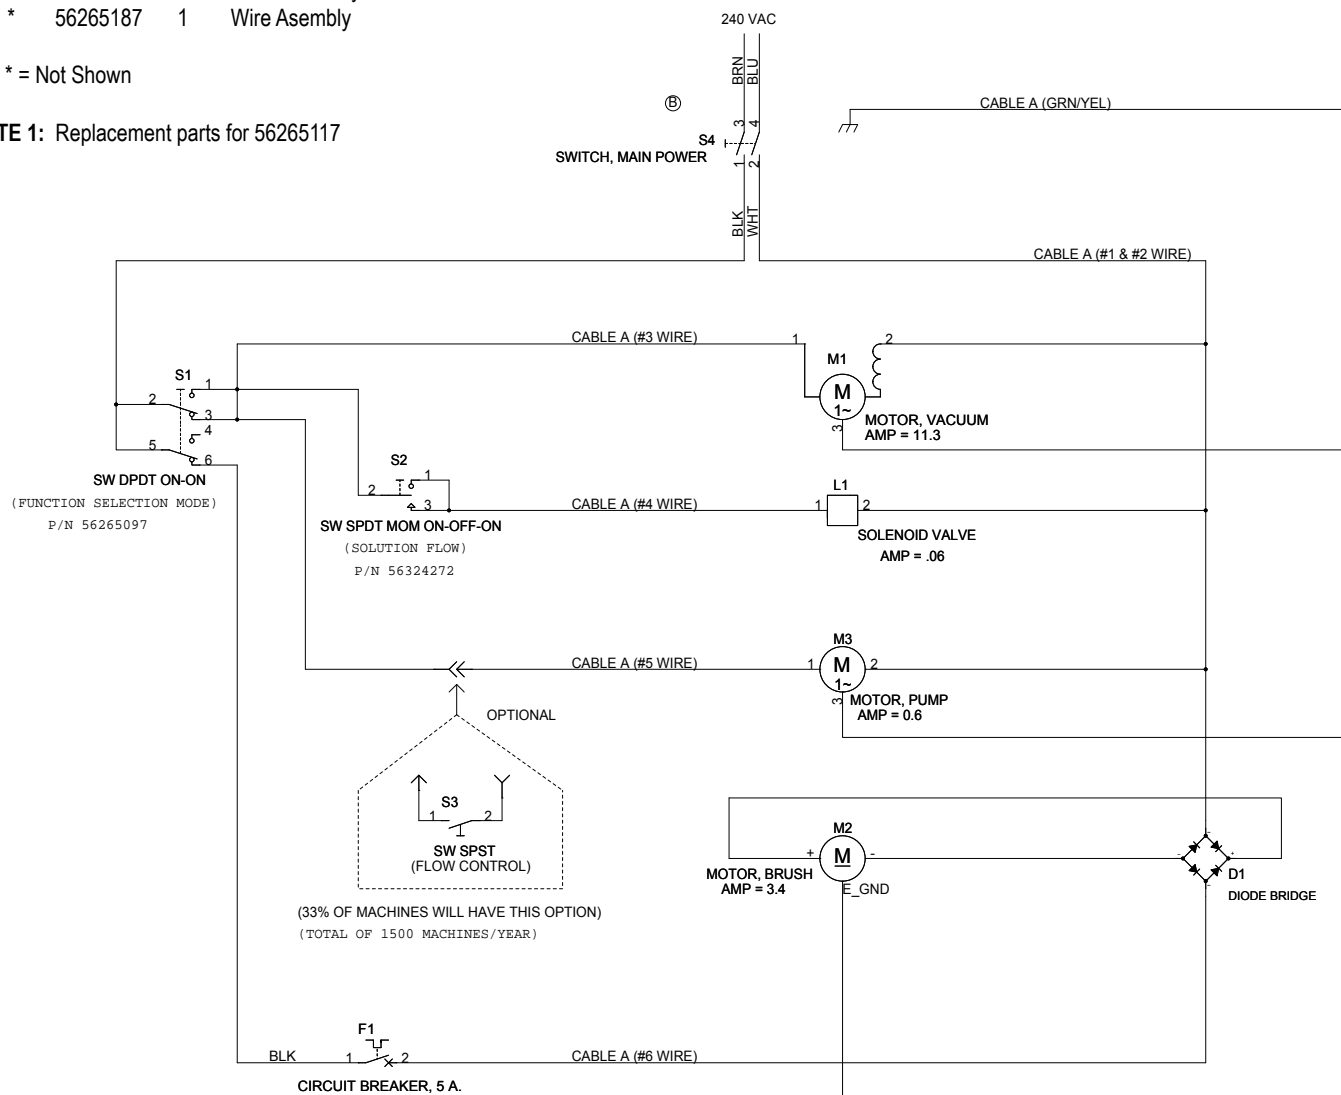 * 56265187 1 Wire Asembly
* = Not Shown
TE 1: Replacement parts for 56265117
240 VAC
BRN
BLU
B
CABLE A (GRN/YEL)
3
4
S4
SWITCH, MAIN POWER
1
2
BLK
WHT
CABLE A (#1 & #2 WIRE)
CABLE A (#3 WIRE)
1
2
M1
M
1~
3
MOTOR, VACUUM
AMP = 11.3
S1
1
2
3
4
5
6
SW DPDT ON-ON
(FUNCTION SELECTION MODE)
P/N 56265097
S2
1
2
3
SW SPDT MOM ON-OFF-ON
(SOLUTION FLOW)
P/N 56324272
CABLE A (#4 WIRE)
L1
1
2
SOLENOID VALVE
AMP = .06
CABLE A (#5 WIRE)
M3
1
M
2
1~
3
MOTOR, PUMP
AMP = 0.6
OPTIONAL
S3
1
2
SW SPST
(FLOW CONTROL)
(33% OF MACHINES WILL HAVE THIS OPTION)
(TOTAL OF 1500 MACHINES/YEAR)
M2
+
M
-
MOTOR, BRUSH
AMP = 3.4
E_GND
D1
DIODE BRIDGE
F1
BLK
1
2
CABLE A (#6 WIRE)
CIRCUIT BREAKER, 5 A.